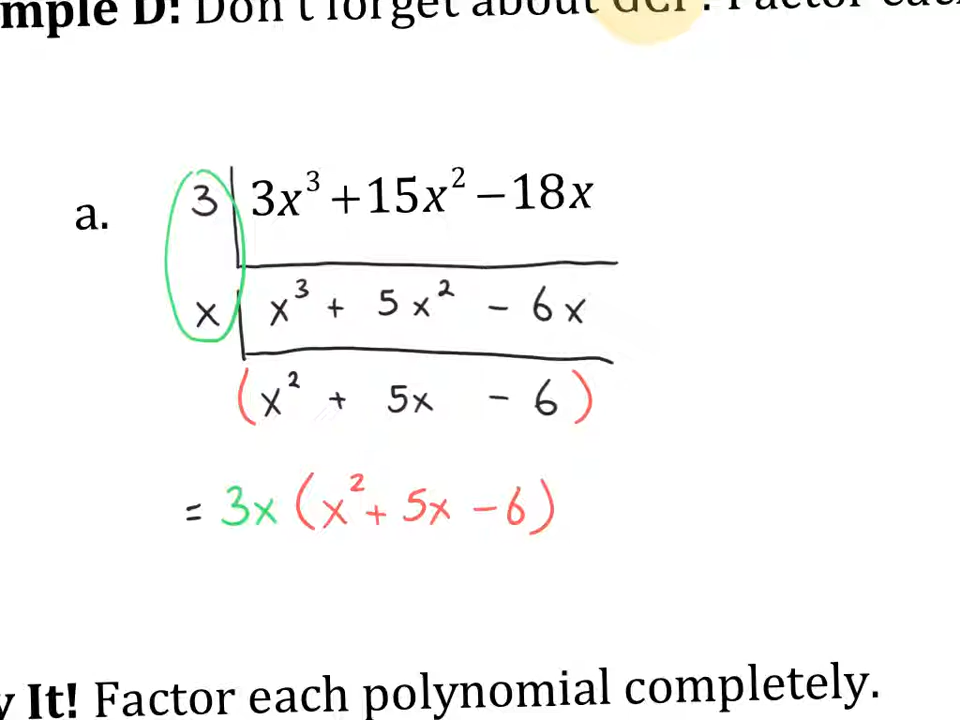 mple D: Don't forget about GCF! Factor each
a. 3 | 3x³ + 15x² − 18x
x | x³ + 5x² - 6x
(x² + 5x - 6)
= 3x (x² + 5x - 6)
y It! Factor each polynomial completely.